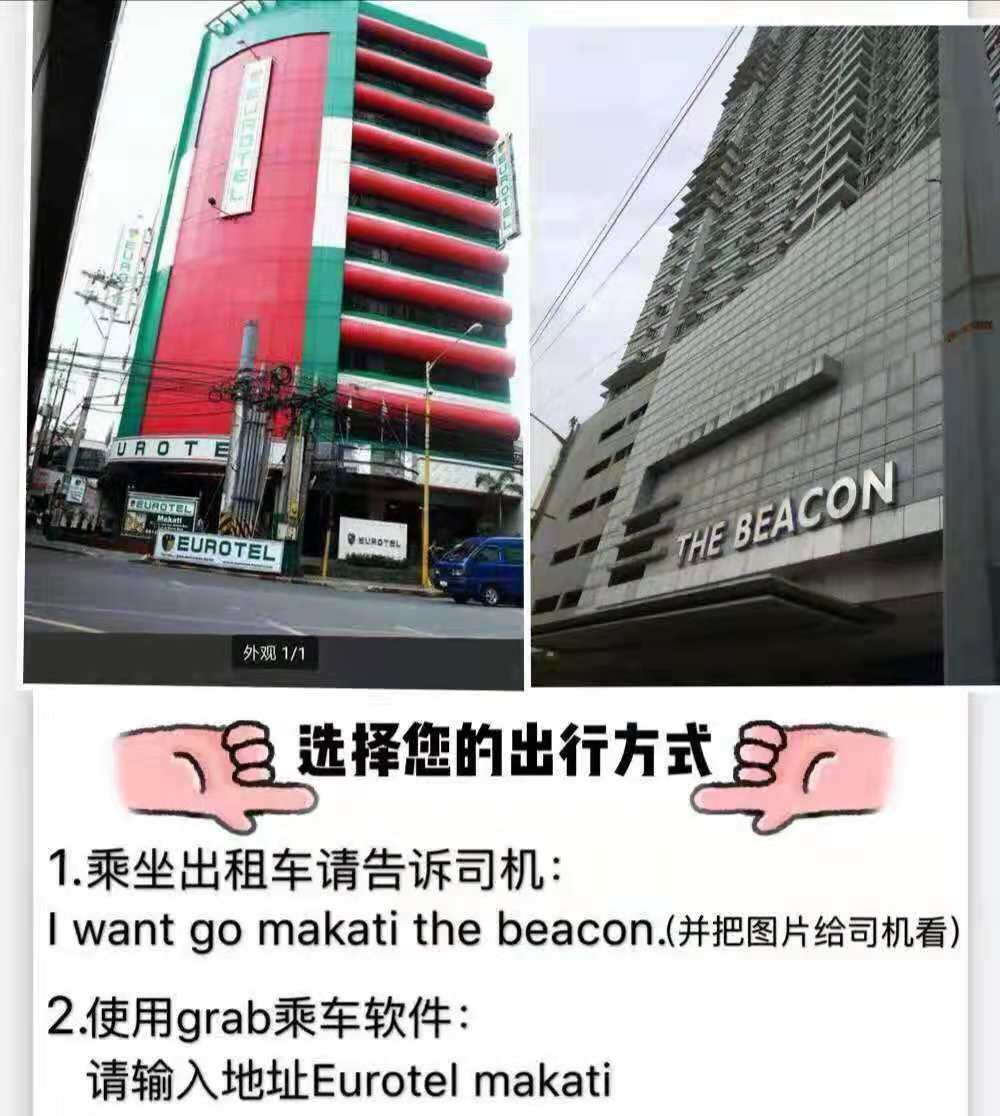 EUROTEL
EUROTEL
EUROTEL
UROTE
EUROTEL
Makati
EUROTEL
EUROTEL
THE BEACON
外观 1/1
选择您的出行方式
1.乘坐出租车请告诉司机：
I want go makati the beacon.(并把图片给司机看)
2.使用grab乘车软件：
请输入地址Eurotel makati